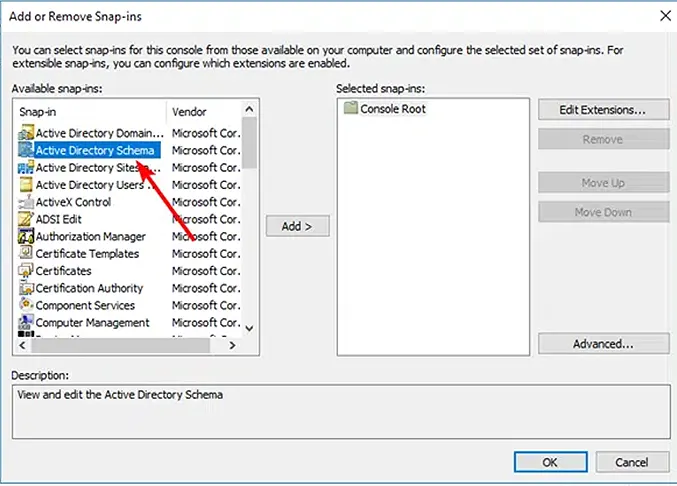 Add or Remove Snap-ins
You can select snap-ins for this console from those available on your computer and configure the selected set of snap-ins. For
extensible snap-ins, you can configure which extensions are enabled.
Available snap-ins:
Selected snap-ins:
Snap-in Vendor
Active Directory Domain... Microsoft Cor...
Active Directory Schema Microsoft Cor...
Active Directory Sites a... Microsoft Cor...
Active Directory Users ... Microsoft Cor...
ActiveX Control Microsoft Cor...
ADSI Edit Microsoft Cor...
Authorization Manager Microsoft Cor...
Certificate Templates Microsoft Cor...
Certificates Microsoft Cor...
Certification Authority Microsoft Cor...
Component Services Microsoft Cor...
Computer Management Microsoft Cor...
Add >
Console Root
Edit Extensions...
Remove
Move Up
Move Down
Advanced...
Description:
View and edit the Active Directory Schema
OK
Cancel